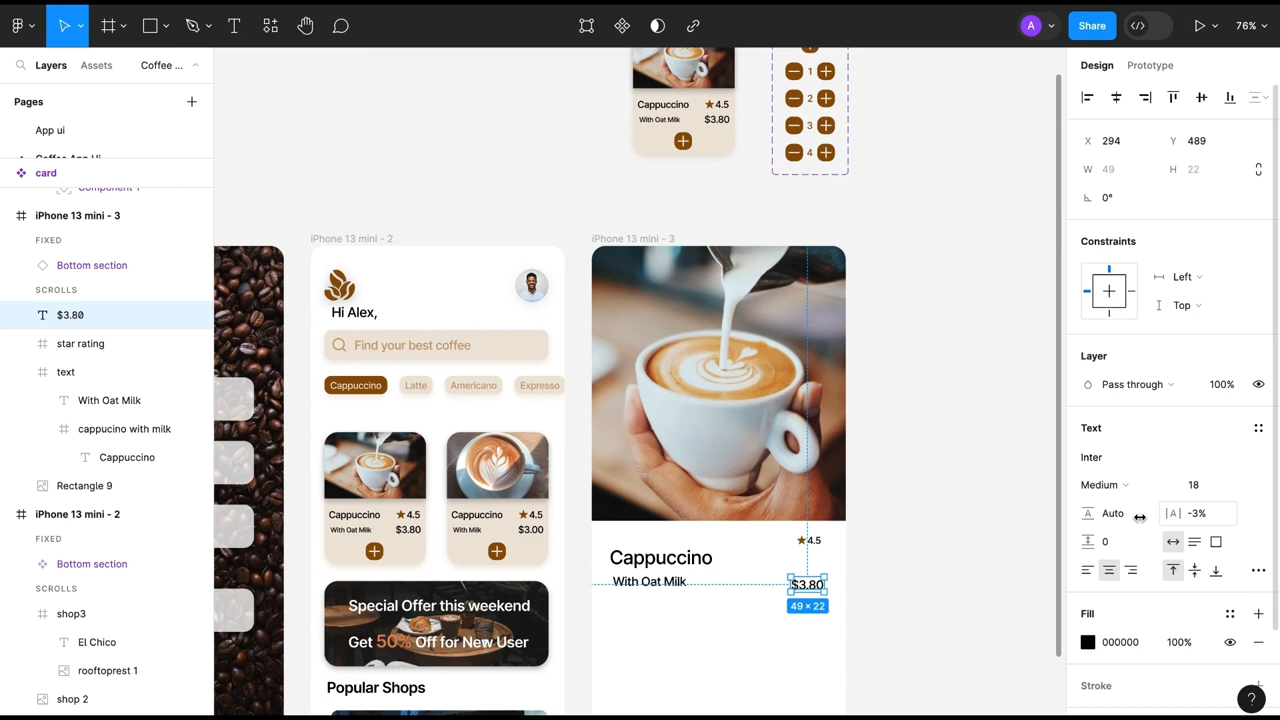 A
Share
76%
Layers
Assets
Coffee ...
Pages
App ui
Coffee App Ui
card
Component 1
iPhone 13 mini - 3
FIXED
Bottom section
SCROLLS
$3.80
star rating
text
With Oat Milk
cappucino with milk
Cappuccino
Rectangle 9
iPhone 13 mini - 2
FIXED
Bottom section
SCROLLS
shop3
El Chico
rooftoprest 1
shop 2
Cappuccino
4.5
With Oat Milk
$3.80
1
2
3
4
iPhone 13 mini - 2
Hi Alex,
Find your best coffee
Cappuccino
Latte
Americano
Expresso
Cappuccino
4.5
With Oat Milk
$3.80
Cappuccino
4.5
With Milk
$3.00
Special Offer this weekend
Get 50% Off for New User
Popular Shops
iPhone 13 mini - 3
4.5
Cappuccino
With Oat Milk
$3.80
49 × 22
Design
Prototype
X 294
Y 489
W 49
H 22
0°
Constraints
Left
Top
Layer
Pass through
100%
Text
Inter
Medium
18
Auto
|A| -3%
0
Fill
000000
100%
Stroke
?